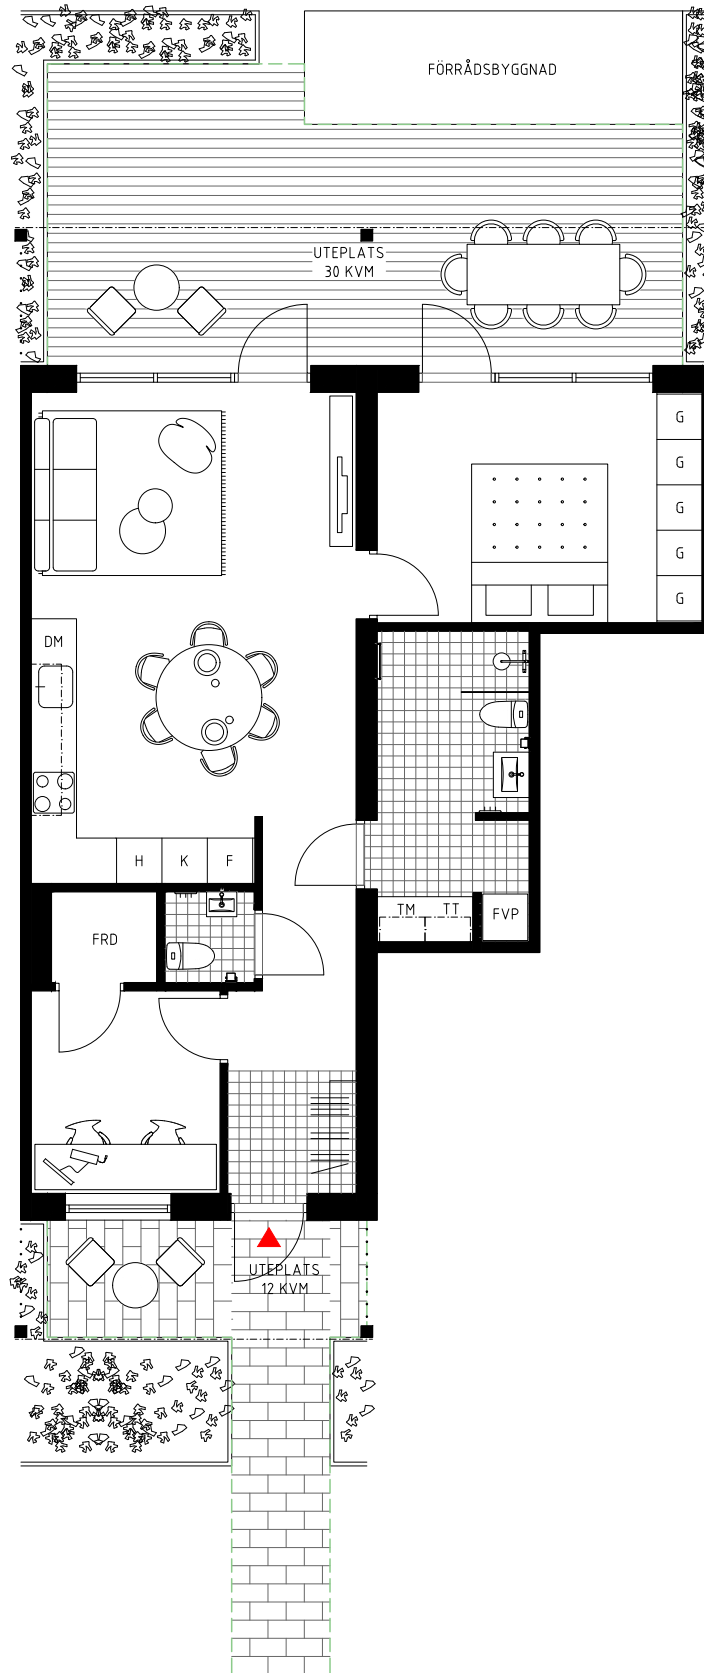 FÖRRÅDSBYGGNAD
UTEPLATS
30 KVM
G
G
G
G
G
DM
H K F
TM TT FVP
FRD
UTEPLATS
12 KVM